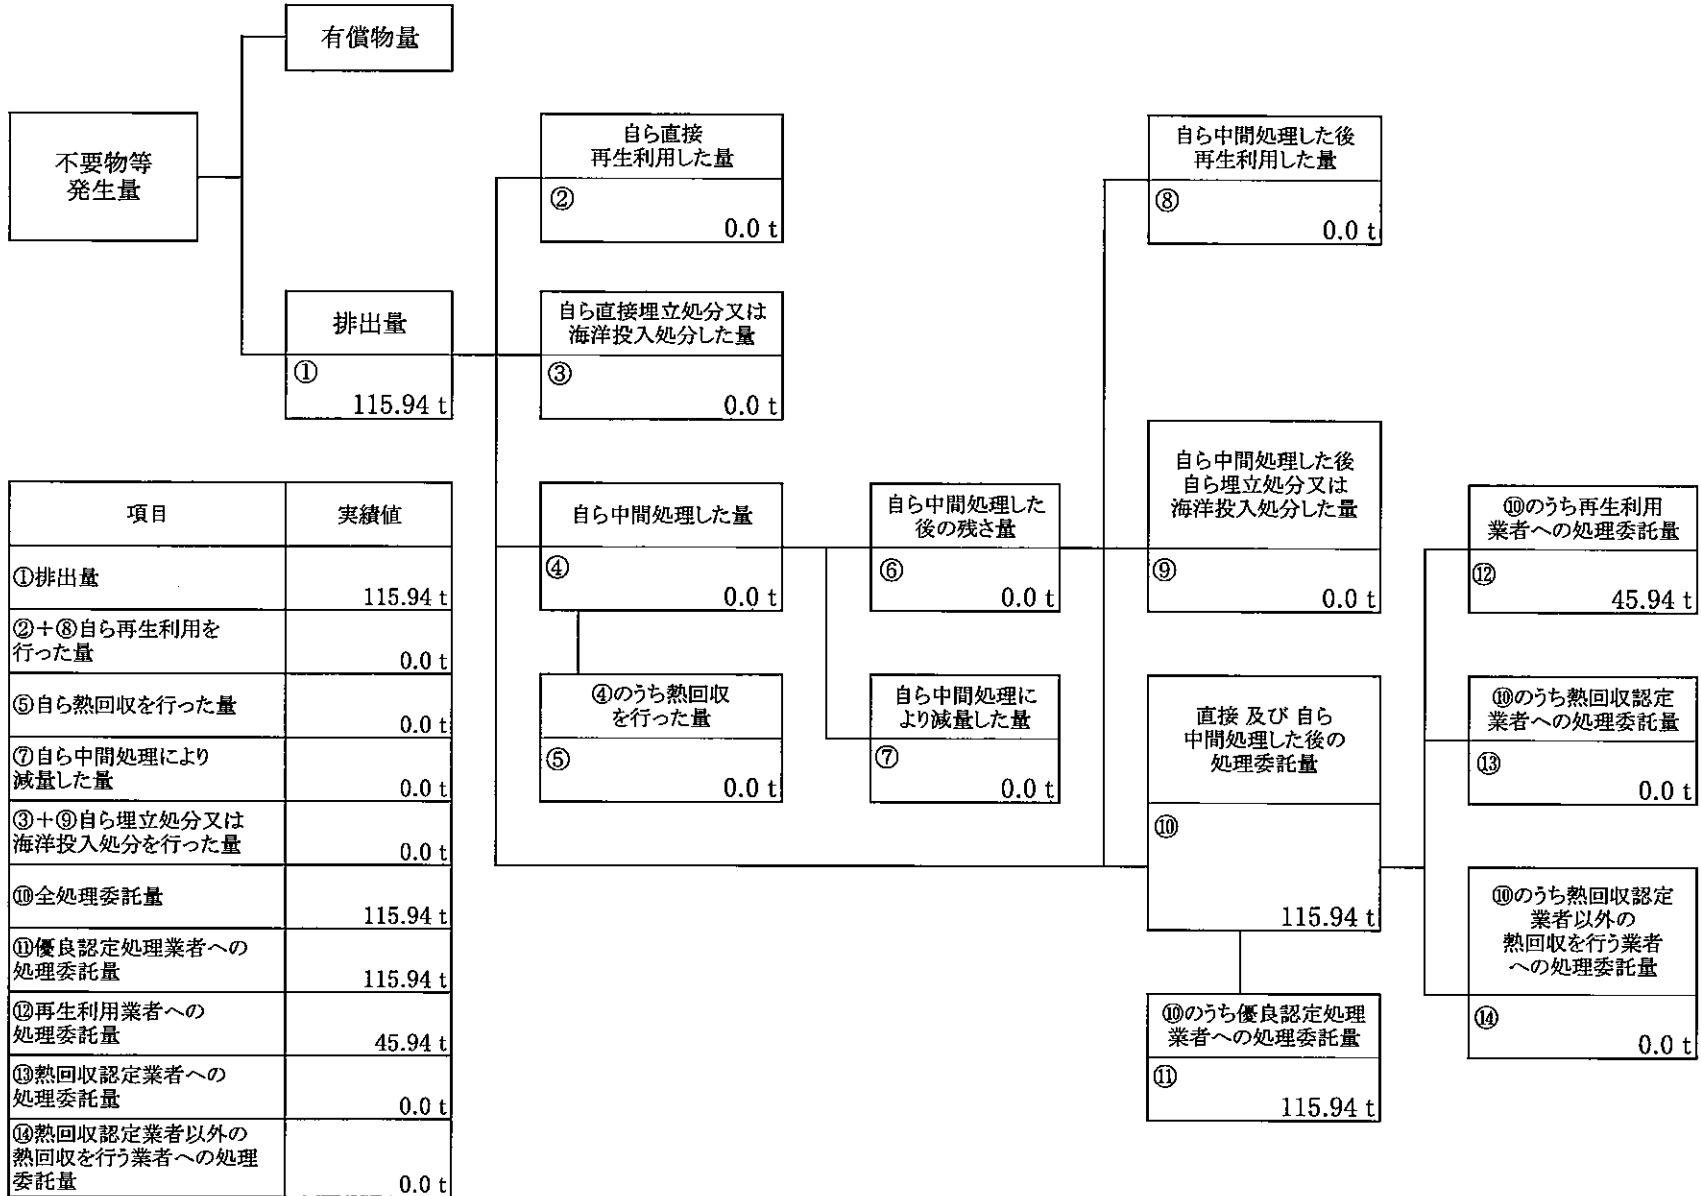 有償物量
不要物等
発生量
排出量
①
115.94 t
自ら直接
再生利用した量
②
0.0 t
自ら直接埋立処分又は
海洋投入処分した量
③
0.0 t
自ら中間処理した量
④
0.0 t
④のうち熱回収
を行った量
⑤
0.0 t
自ら中間処理した
後の残さ量
⑥
0.0 t
自ら中間処理に
より減量した量
⑦
0.0 t
自ら中間処理した後
再生利用した量
⑧
0.0 t
自ら中間処理した後
自ら埋立処分又は
海洋投入処分した量
⑨
0.0 t
直接 及び 自ら
中間処理した後の
処理委託量
⑩
115.94 t
⑩のうち優良認定処理
業者への処理委託量
⑪
115.94 t
⑩のうち再生利用
業者への処理委託量
⑫
45.94 t
⑩のうち熱回収認定
業者への処理委託量
⑬
0.0 t
⑩のうち熱回収認定
業者以外の
熱回収を行う業者
への処理委託量
⑭
0.0 t
項目 実績値
①排出量
115.94 t
②+⑧自ら再生利用を
行った量
0.0 t
⑤自ら熱回収を行った量
0.0 t
⑦自ら中間処理により
減量した量
0.0 t
③+⑨自ら埋立処分又は
海洋投入処分を行った量
0.0 t
⑩全処理委託量
115.94 t
⑪優良認定処理業者への
処理委託量
115.94 t
⑫再生利用業者への
処理委託量
45.94 t
⑬熱回収認定業者への
処理委託量
0.0 t
⑭熱回収認定業者以外の
熱回収を行う業者への処理
委託量
0.0 t